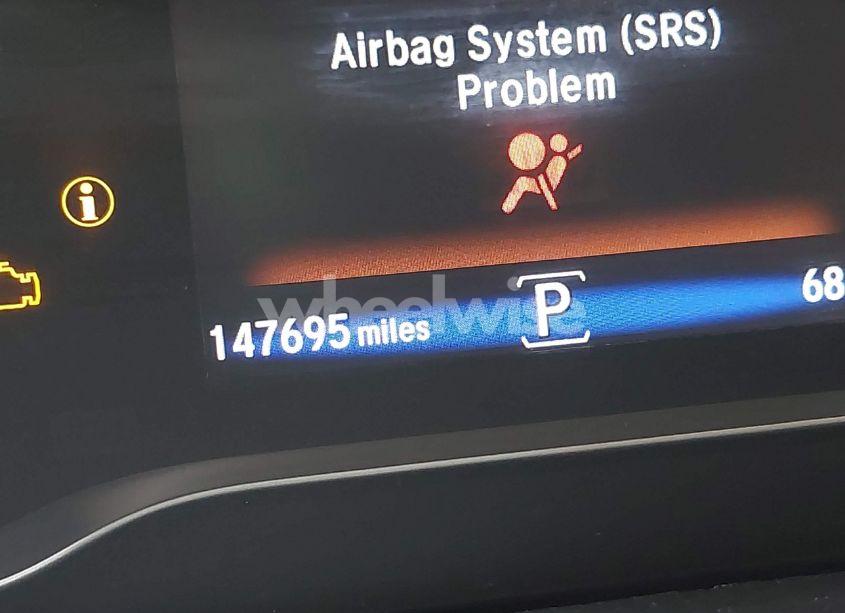 Airbag System (SRS)
Problem
i
wheelwise
P
68
147695 miles